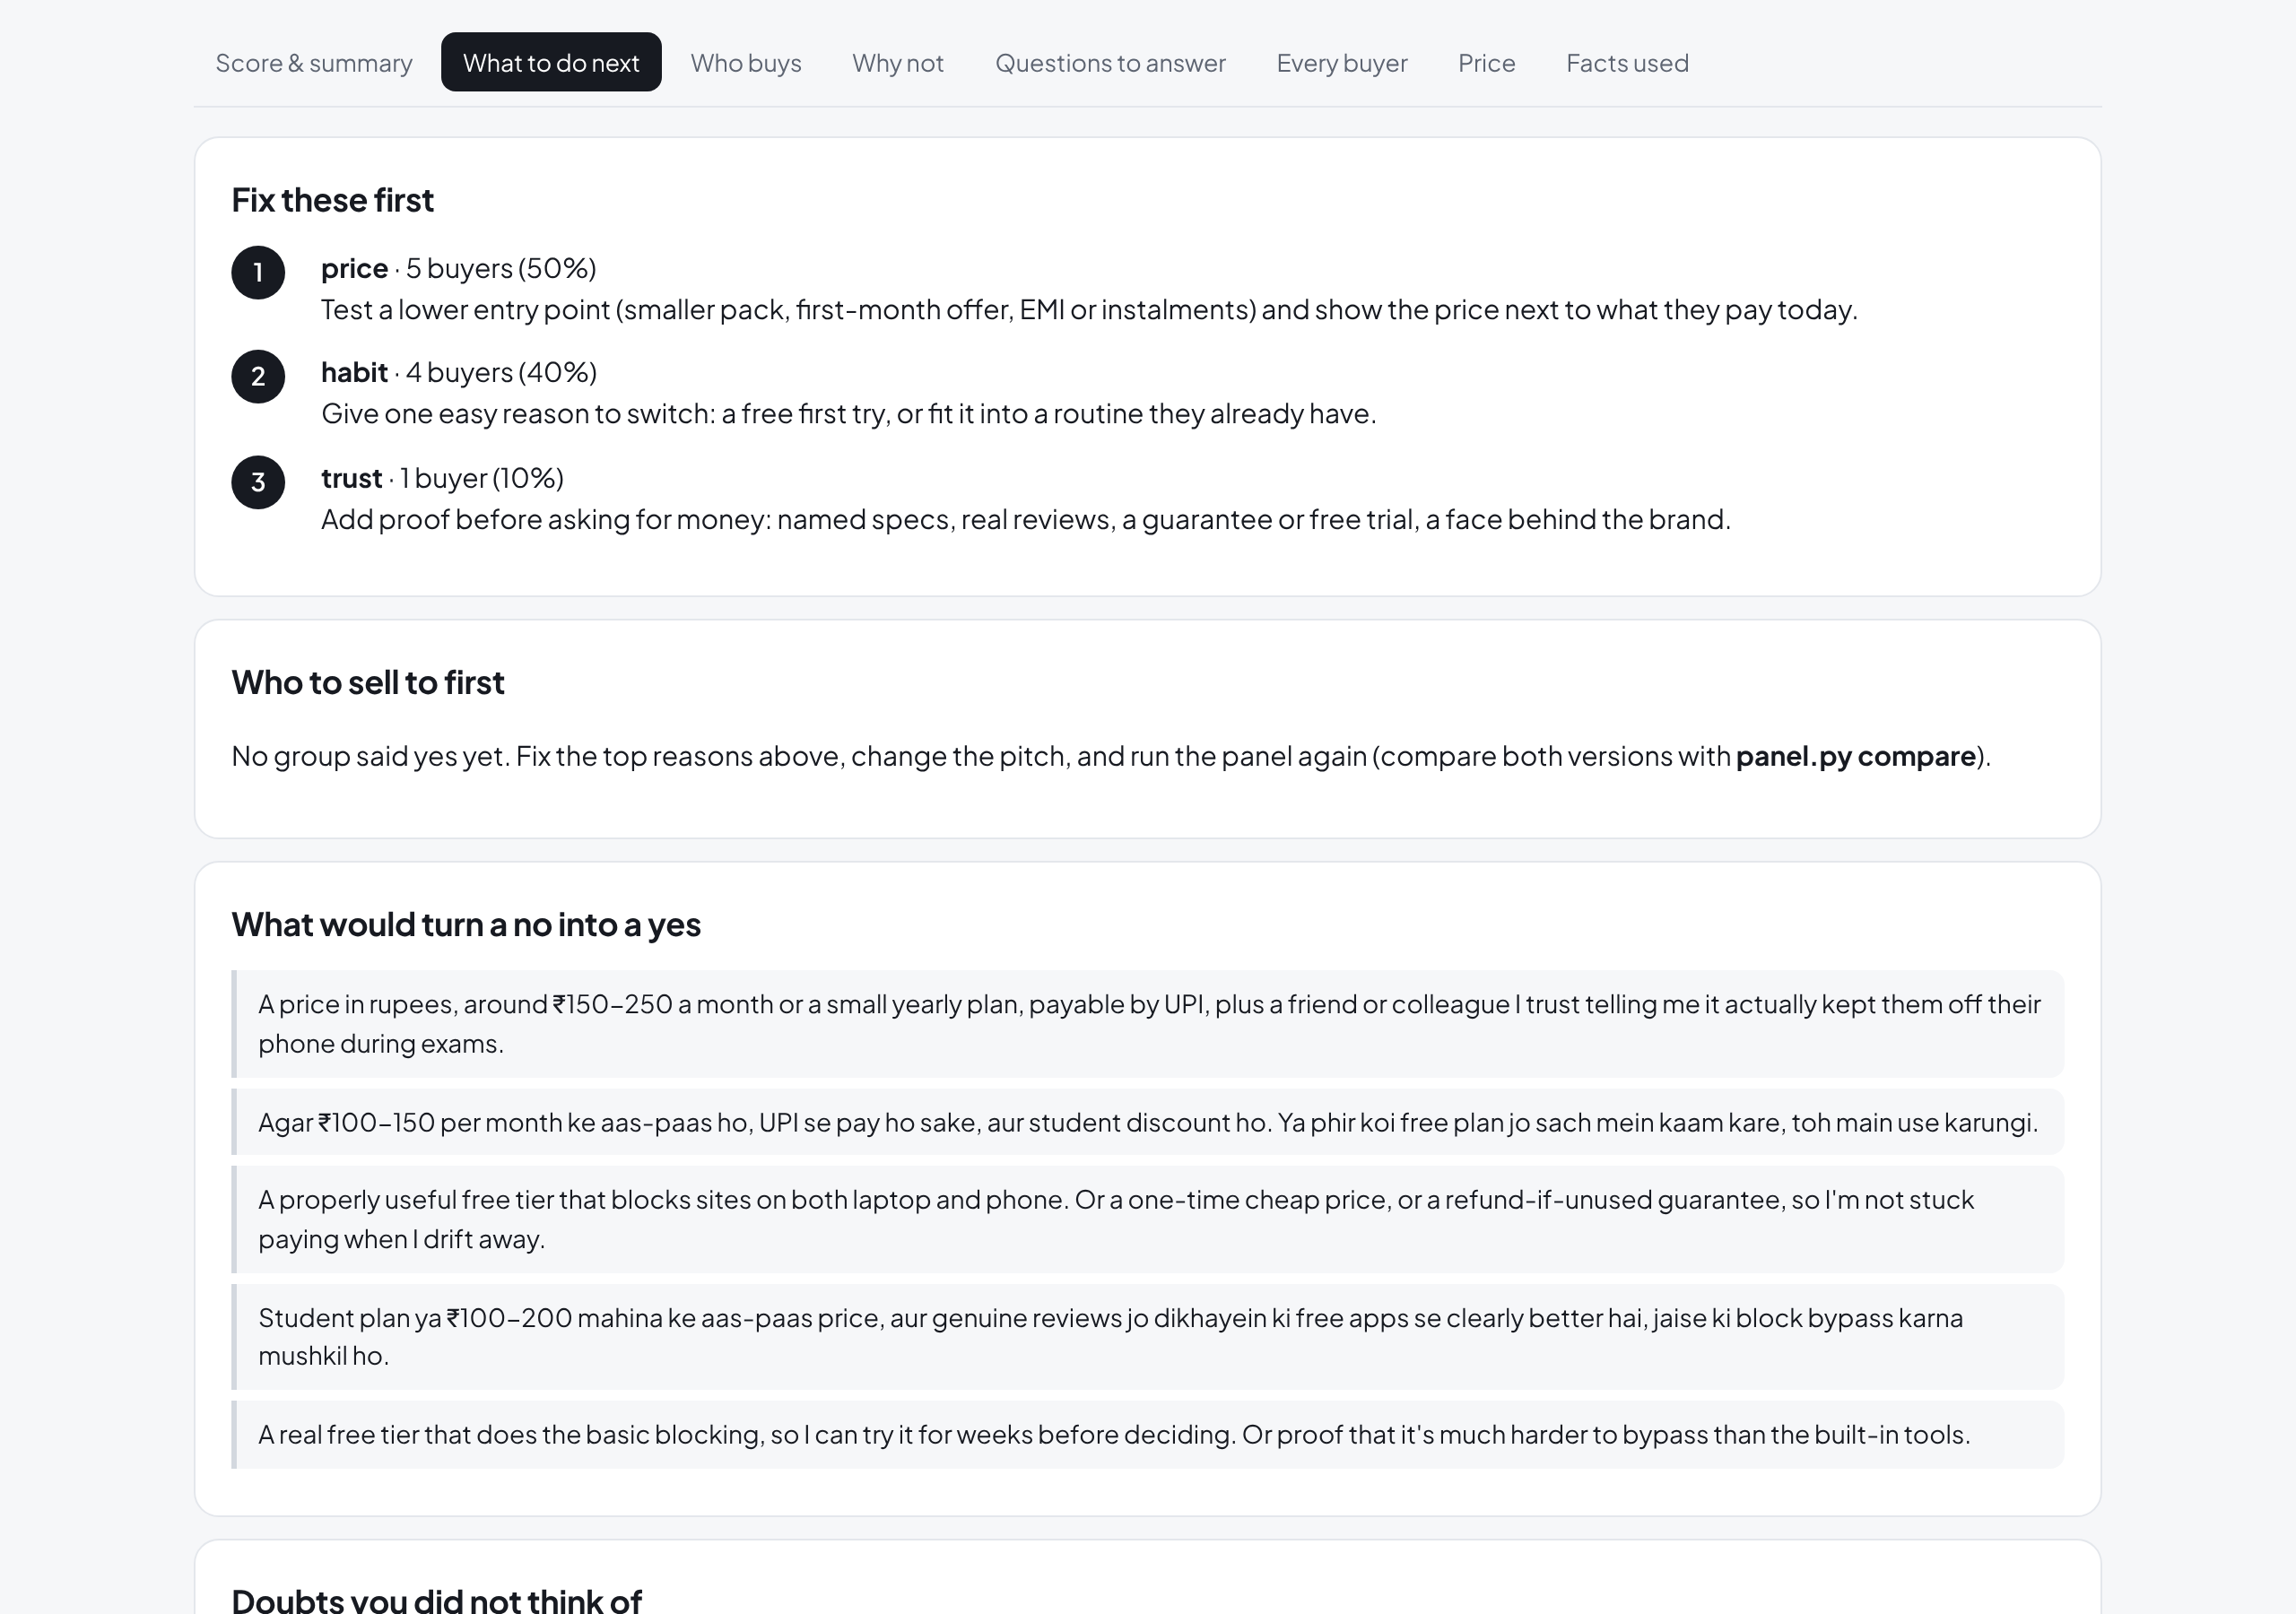 Score & summary
What to do next
Who buys
Why not
Questions to answer
Every buyer
Price
Facts used
Fix these first
1
price · 5 buyers (50%)
Test a lower entry point (smaller pack, first-month offer, EMI or instalments) and show the price next to what they pay today.
2
habit · 4 buyers (40%)
Give one easy reason to switch: a free first try, or fit it into a routine they already have.
3
trust · 1 buyer (10%)
Add proof before asking for money: named specs, real reviews, a guarantee or free trial, a face behind the brand.
Who to sell to first
No group said yes yet. Fix the top reasons above, change the pitch, and run the panel again (compare both versions with panel.py compare).
What would turn a no into a yes
A price in rupees, around ₹150–250 a month or a small yearly plan, payable by UPI, plus a friend or colleague I trust telling me it actually kept them off their
phone during exams.
Agar ₹100–150 per month ke aas-paas ho, UPI se pay ho sake, aur student discount ho. Ya phir koi free plan jo sach mein kaam kare, toh main use karungi.
A properly useful free tier that blocks sites on both laptop and phone. Or a one-time cheap price, or a refund-if-unused guarantee, so I'm not stuck
paying when I drift away.
Student plan ya ₹100–200 mahina ke aas-paas price, aur genuine reviews jo dikhayein ki free apps se clearly better hai, jaise ki block bypass karna
mushkil ho.
A real free tier that does the basic blocking, so I can try it for weeks before deciding. Or proof that it's much harder to bypass than the built-in tools.
Doubts you did not think of